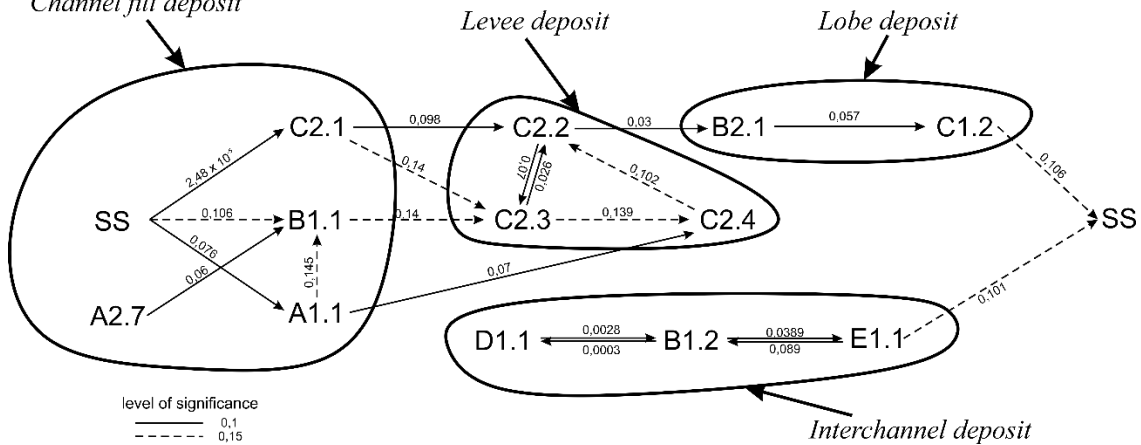 Channel fill deposit
Levee deposit
Lobe deposit
C2.1
0,098
C2.2
0,03
B2.1
0,057
C1.2
2,48 x 10⁻⁵
0,14
0,07
0,026
0,102
0,106
SS
0,106
B1.1
0,14
C2.3
0,139
C2.4
SS
0,076
0,06
0,145
0,07
0,101
A2.7
A1.1
D1.1
0,0028
0,0003
B1.2
0,0389
0,089
E1.1
level of significance
0,1
0,15
Interchannel deposit